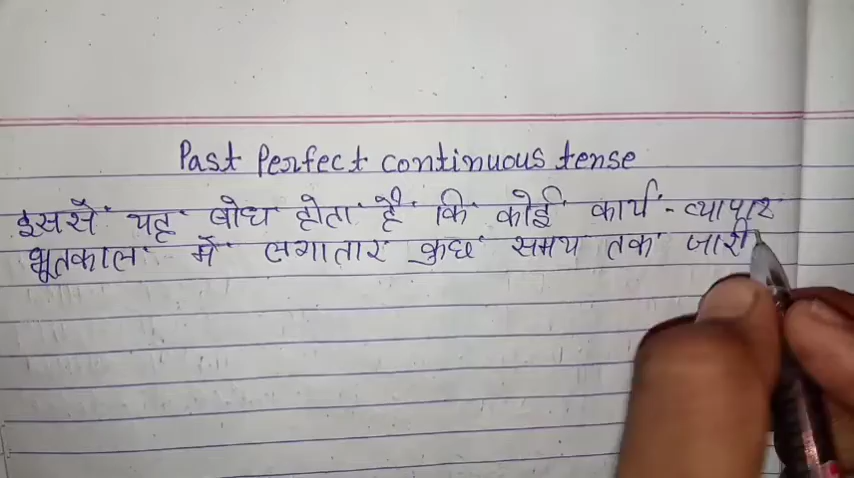 Past Perfect continuous tense
इससे यह बोध होता है कि कोई कार्य - व्यापार
भूतकाल में लगातार कुछ समय तक जारी